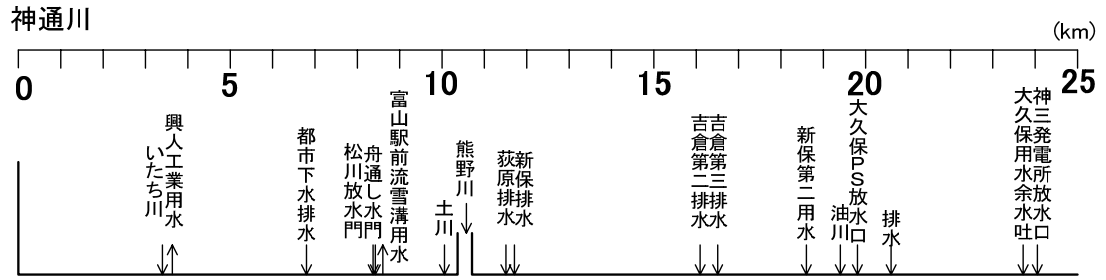 神通川
(km)
0
5
10
15
20
25
いたち川
興人工業用水
都市下水排水
松川放水門
舟通し水門
富山駅前流雪溝用水
土川
熊野川
荻原排水
新保排水
吉倉第二排水
吉倉第三排水
新保第二用水
油川
大久保PS放水口
排水
大久保用水余水吐
神三発電所放水口